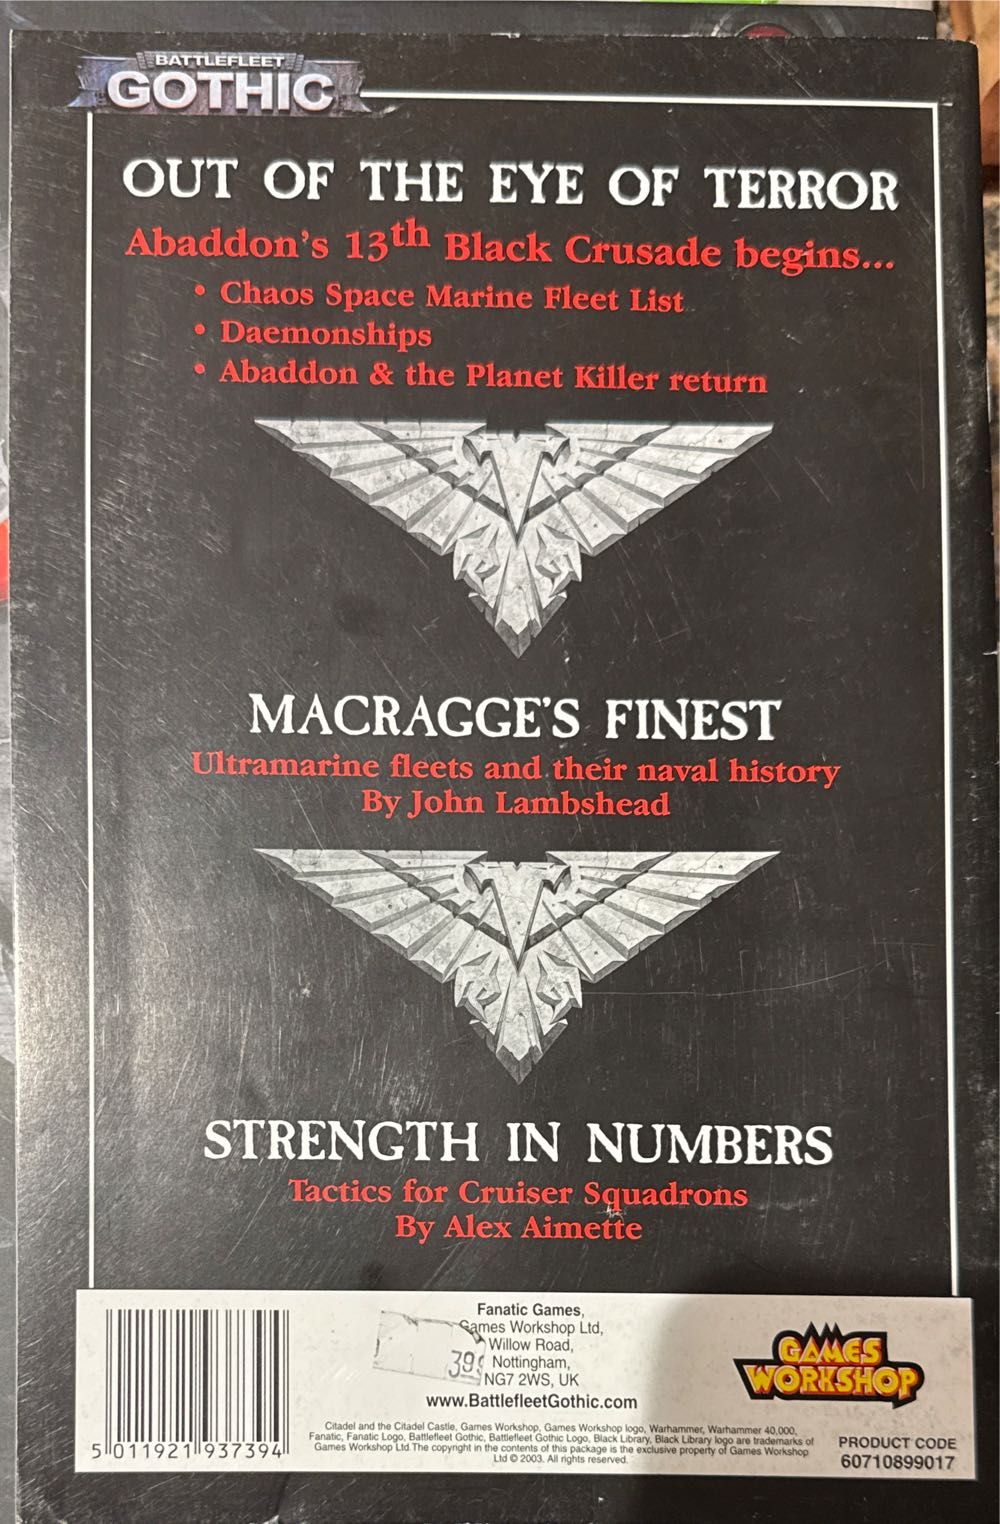 BATTLEFLEET
GOTHIC
OUT OF THE EYE OF TERROR
Abaddon's 13th Black Crusade begins...
• Chaos Space Marine Fleet List
• Daemonships
• Abaddon & the Planet Killer return
MACRAGGE'S FINEST
Ultramarine fleets and their naval history
By John Lambshead
STRENGTH IN NUMBERS
Tactics for Cruiser Squadrons
By Alex Aimette
Fanatic Games,
Games Workshop Ltd,
Willow Road,
Nottingham,
NG7 2WS, UK
www.BattlefleetGothic.com
Citadel and the Citadel Castle, Games Workshop, Games Workshop logo, Warhammer, Warhammer 40,000,
Fanatic, Fanatic Logo, Battlefleet Gothic, Battlefleet Gothic Logo, Black Library, Black Library logo are trademarks of
Games Workshop Ltd.The copyright in the contents of this package is the exclusive property of Games Workshop
Ltd © 2003. All rights reserved.
5 011921 937394
GAMES
WORKSHOP
PRODUCT CODE
60710899017